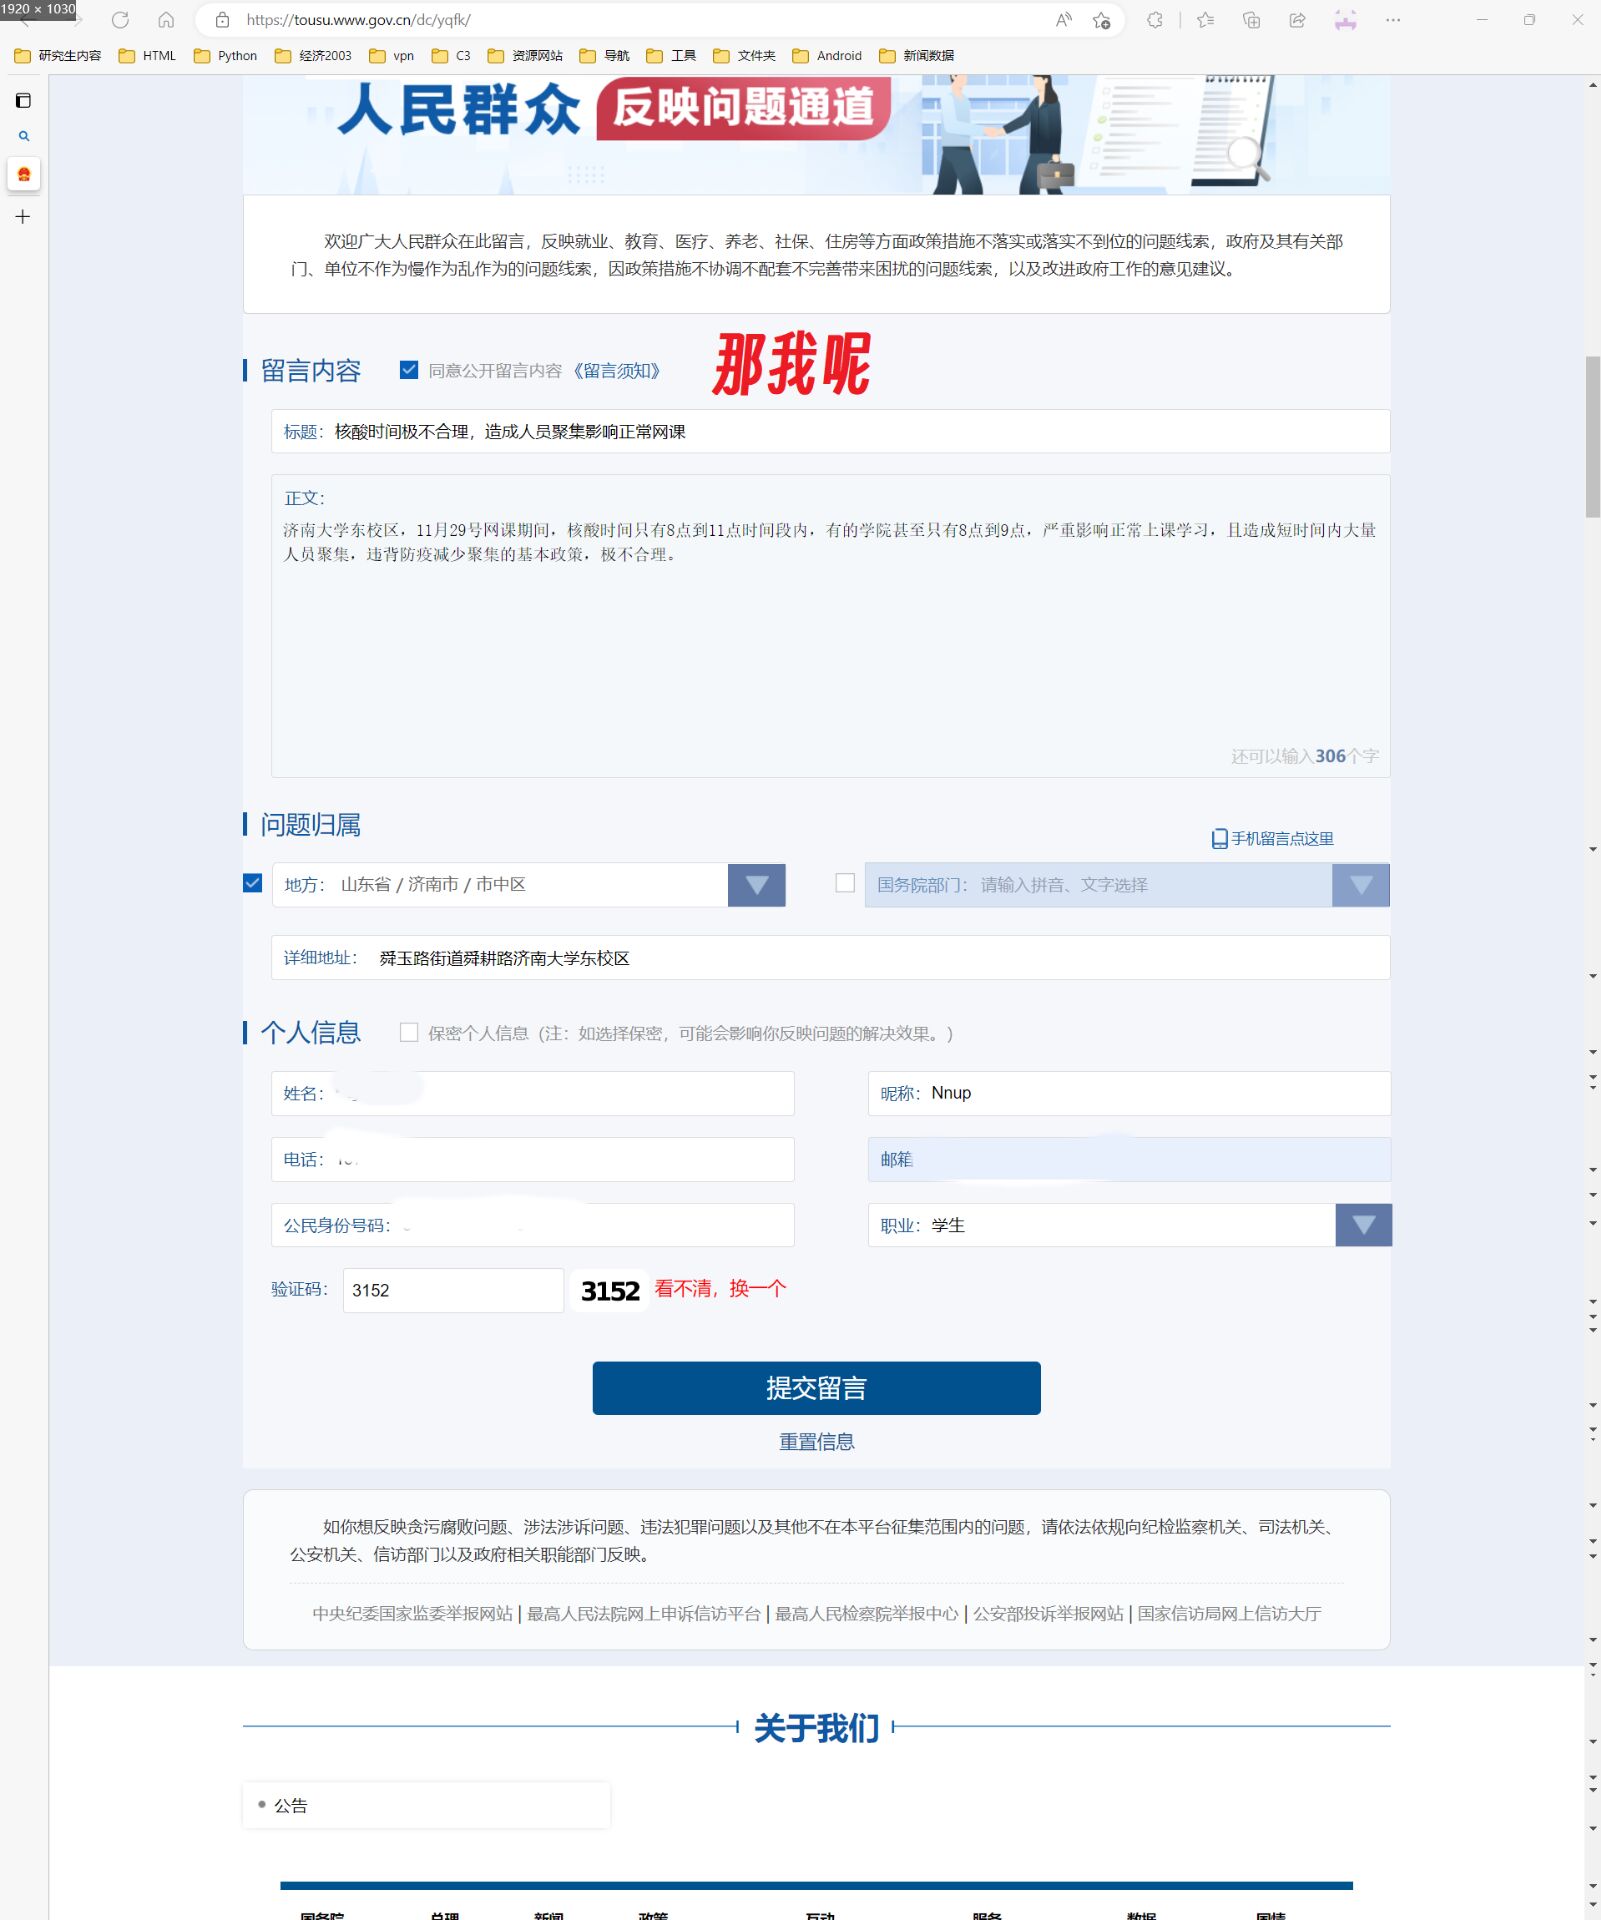 1920 × 1030
https://tousu.www.gov.cn/dc/yqfk/
研究生内容 HTML Python 经济2003 vpn C3 资源网站 导航 工具 文件夹 Android 新闻数据
人民群众 反映问题通道
欢迎广大人民群众在此留言，反映就业、教育、医疗、养老、社保、住房等方面政策措施不落实或落实不到位的问题线索，政府及其有关部
门、单位不作为慢作为乱作为的问题线索，因政策措施不协调不配套不完善带来困扰的问题线索，以及改进政府工作的意见建议。
那我呢
留言内容 同意公开留言内容《留言须知》
标题：核酸时间极不合理，造成人员聚集影响正常网课
正文：
济南大学东校区，11月29号网课期间，核酸时间只有8点到11点时间段内，有的学院甚至只有8点到9点，严重影响正常上课学习，且造成短时间内大量
人员聚集，违背防疫减少聚集的基本政策，极不合理。
还可以输入306个字
问题归属
手机留言点这里
地方： 山东省 / 济南市 / 市中区 国务院部门： 请输入拼音、文字选择
详细地址： 舜玉路街道舜耕路济南大学东校区
个人信息 保密个人信息（注：如选择保密，可能会影响你反映问题的解决效果。）
姓名： 昵称：Nnup
电话： 邮箱
公民身份号码： 职业：学生
验证码： 3152 3152 看不清，换一个
提交留言
重置信息
如你想反映贪污腐败问题、涉法涉诉问题、违法犯罪问题以及其他不在本平台征集范围内的问题，请依法依规向纪检监察机关、司法机关、
公安机关、信访部门以及政府相关职能部门反映。
中央纪委国家监委举报网站 | 最高人民法院网上申诉信访平台 | 最高人民检察院举报中心 | 公安部投诉举报网站 | 国家信访局网上信访大厅
关于我们
公告
国务院 总理 新闻 政策 互动 服务 数据 国情